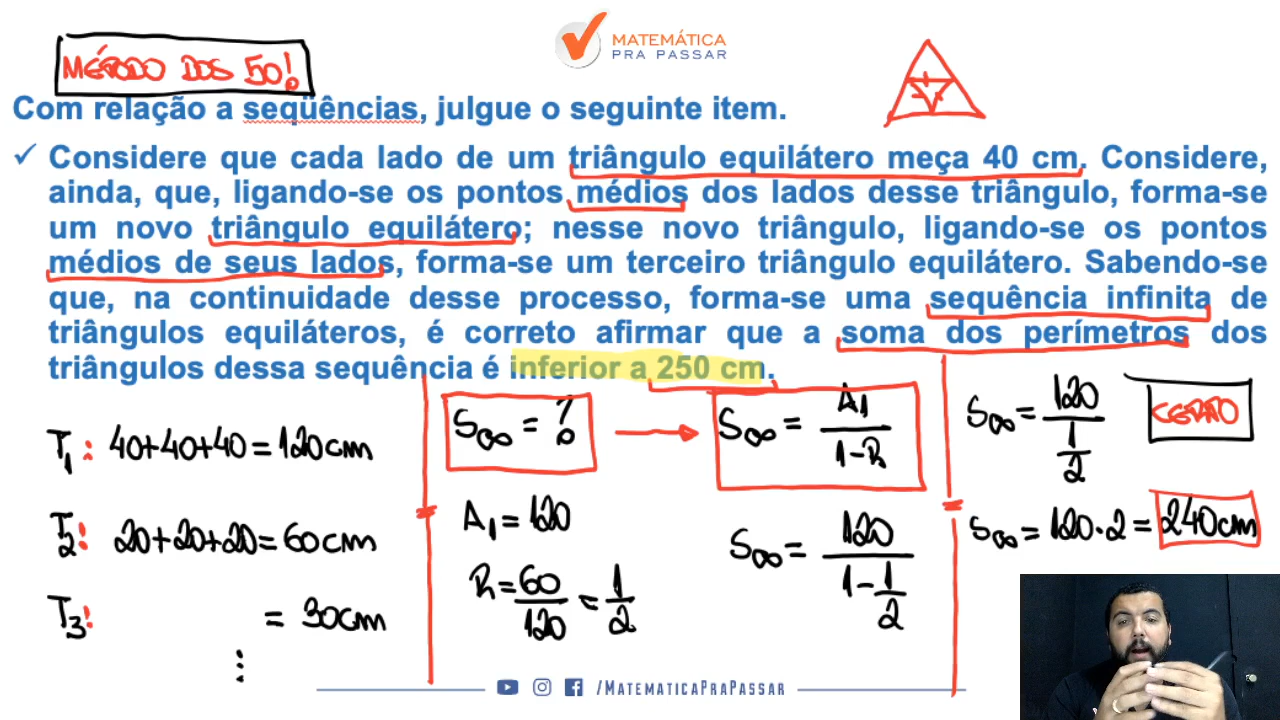 MATEMÁTICA
PRA PASSAR
MÉTODO DOS 50!
Com relação a seqüências, julgue o seguinte item.
✓ Considere que cada lado de um triângulo equilátero meça 40 cm. Considere,
ainda, que, ligando-se os pontos médios dos lados desse triângulo, forma-se
um novo triângulo equilátero; nesse novo triângulo, ligando-se os pontos
médios de seus lados, forma-se um terceiro triângulo equilátero. Sabendo-se
que, na continuidade desse processo, forma-se uma sequência infinita de
triângulos equiláteros, é correto afirmar que a soma dos perímetros dos
triângulos dessa sequência é inferior a 250 cm.
T1: 40+40+40=120cm
T2: 20+20+20=60cm
T3: = 30cm
⋮
S∞ = ?
A1 = 120
R = 60/120 = 1/2
S∞ = A1/(1-R)
S∞ = 120/(1-1/2)
S∞ = 120/(1/2)
CERTO
S∞ = 120·2 = 240cm
/MatematicaPraPassar